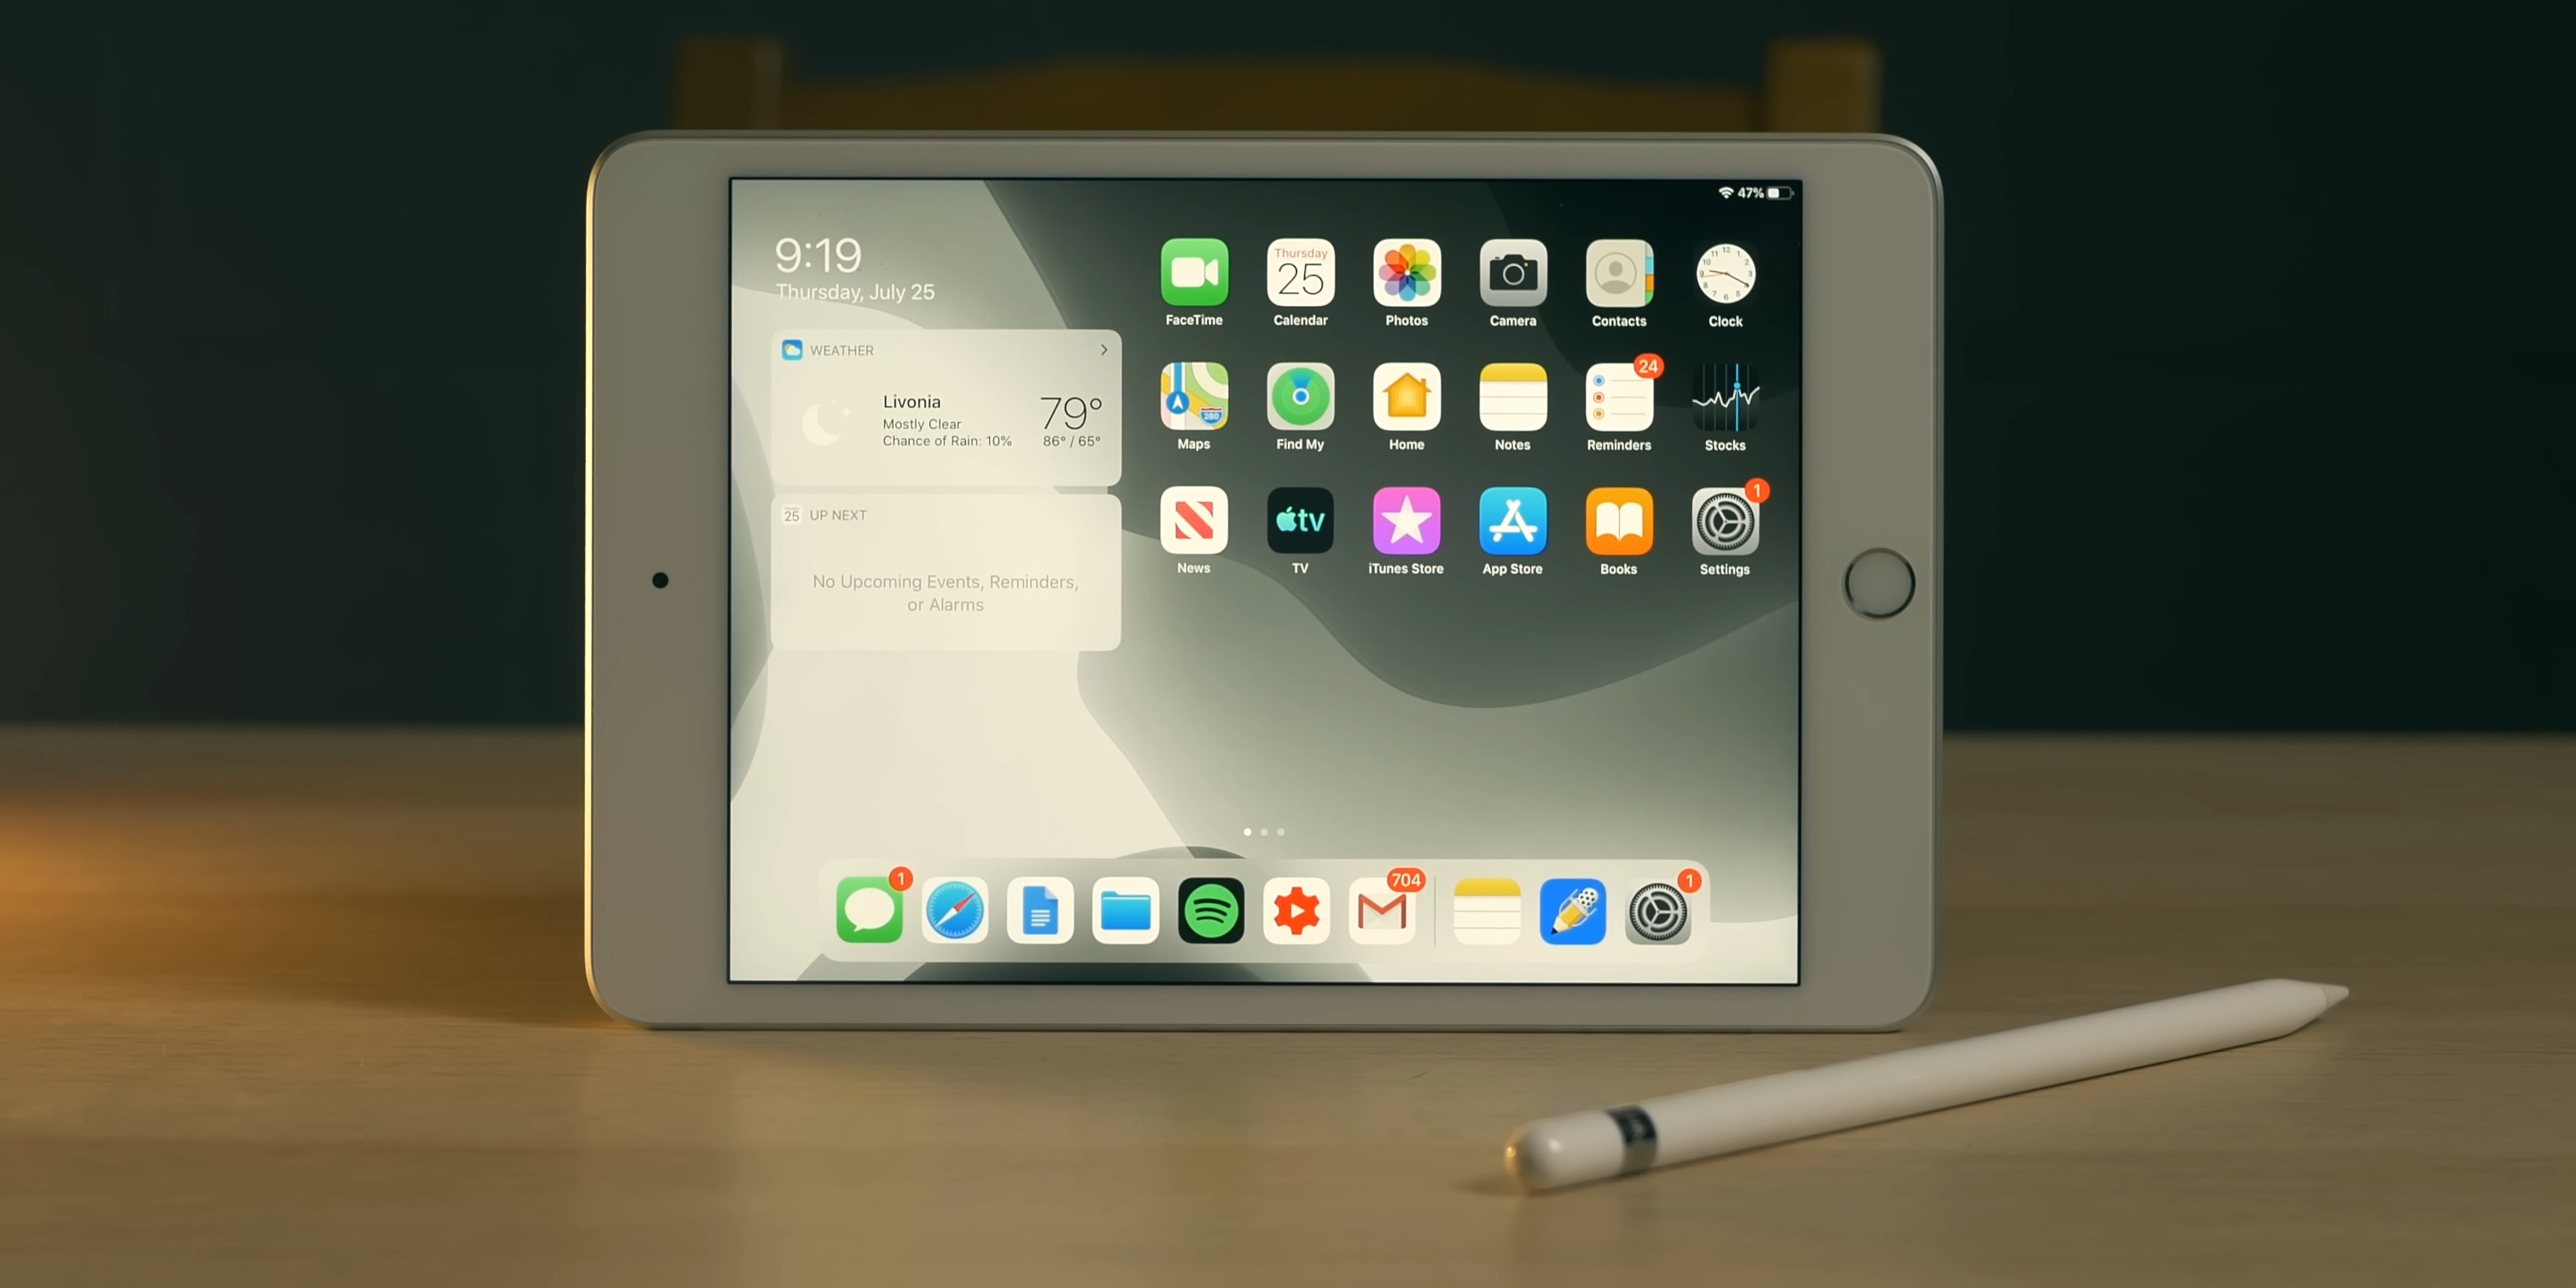 47%
9:19
Thursday, July 25
WEATHER
Livonia
Mostly Clear
Chance of Rain: 10%
79°
86° / 65°
25 UP NEXT
No Upcoming Events, Reminders,
or Alarms
Thursday
25
FaceTime Calendar Photos Camera Contacts Clock
280
24
Maps Find My Home Notes Reminders Stocks
tv
1
News TV iTunes Store App Store Books Settings
1 704 1